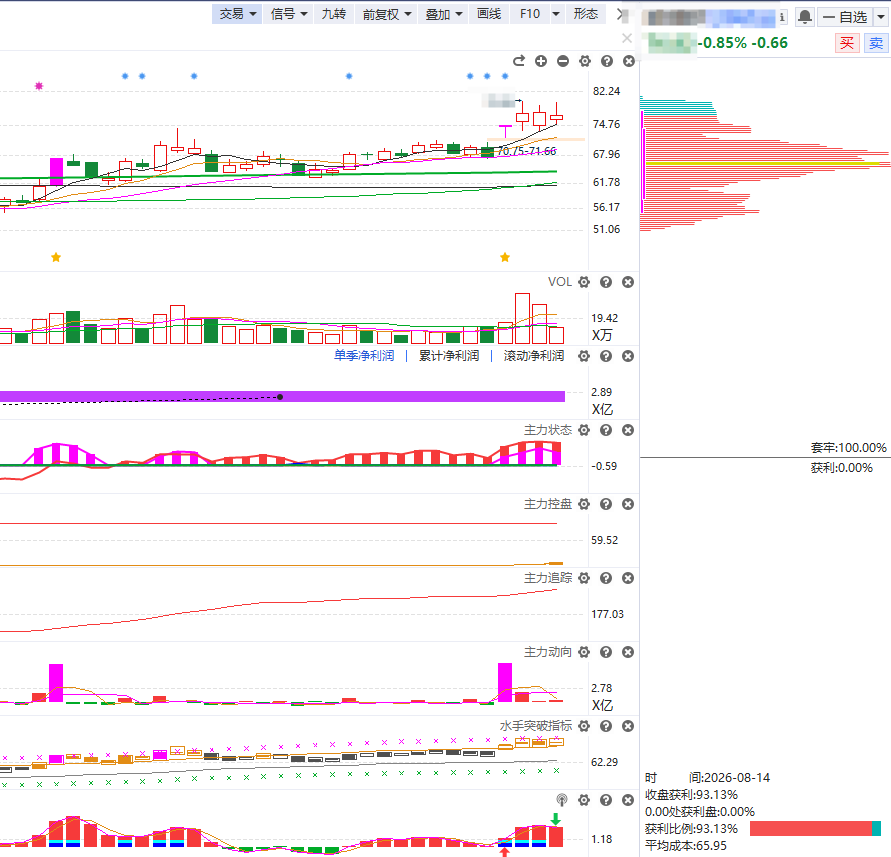 交易 信号 九转 前复权 叠加 画线 F10 形态
自选
-0.85% -0.66
买 卖
82.24
74.76
70.75-71.66
67.96
61.78
56.17
51.06
VOL
19.42
X万
单季净利润 | 累计净利润 | 滚动净利润
2.89
X亿
主力状态
-0.59
主力控盘
59.52
主力追踪
177.03
主力动向
2.78
X亿
水手突破指标
62.29
1.18
套牢:100.00%
获利:0.00%
时 间:2026-08-14
收盘获利:93.13%
0.00处获利盘:0.00%
获利比例:93.13%
平均成本:65.95